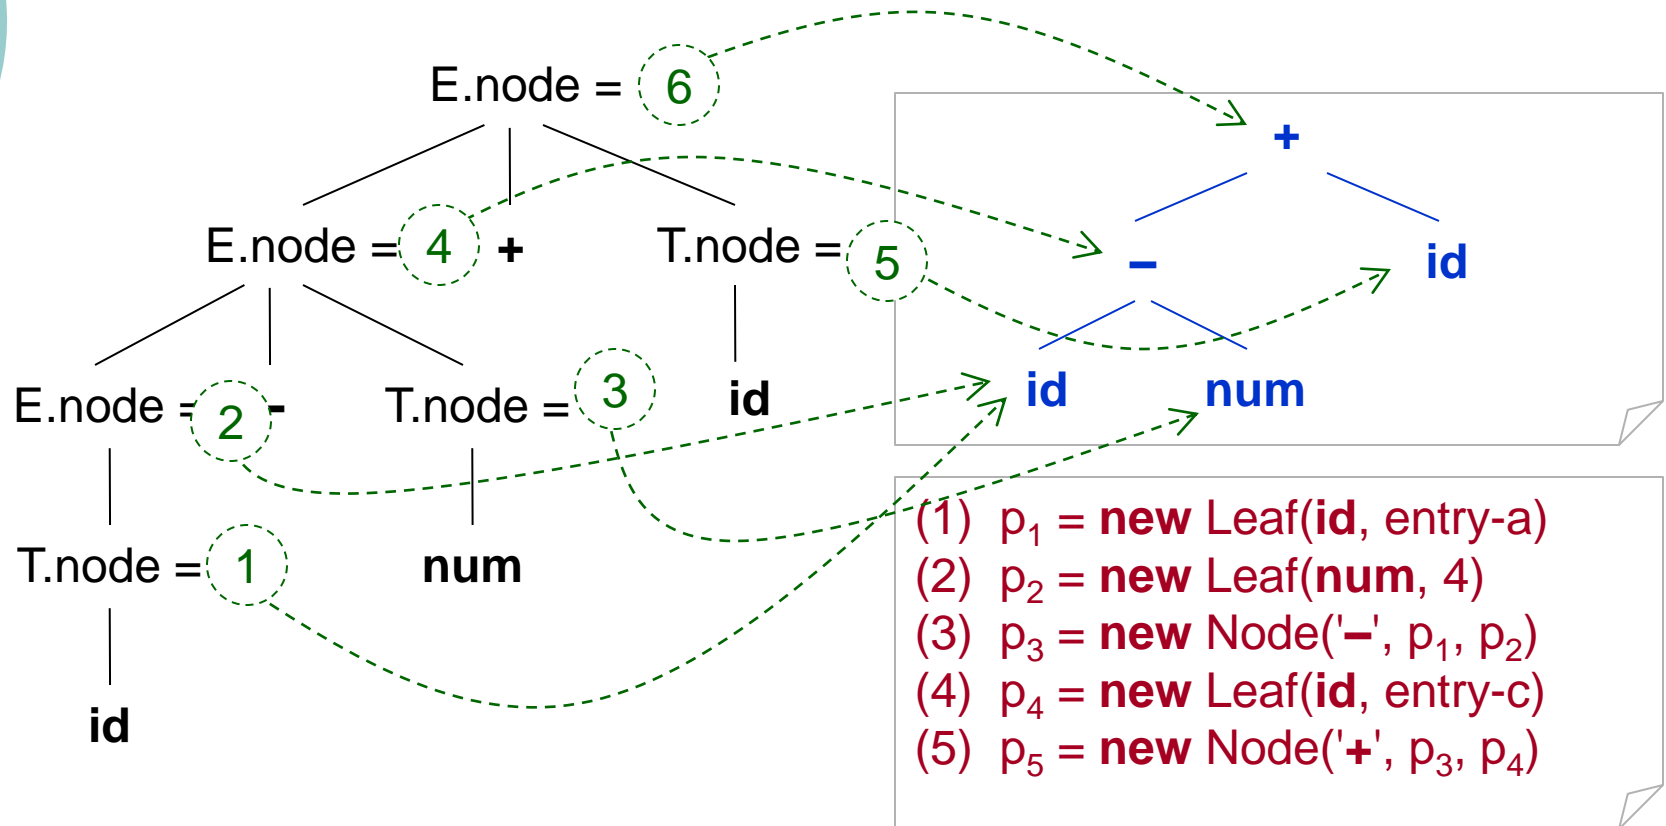 E.node = 6
+
E.node = 4 + T.node = 5
– id
E.node = 2 - T.node = 3 id
id num
T.node = 1 num
id
(1) p₁ = new Leaf(id, entry-a)
(2) p₂ = new Leaf(num, 4)
(3) p₃ = new Node('–', p₁, p₂)
(4) p₄ = new Leaf(id, entry-c)
(5) p₅ = new Node('+', p₃, p₄)